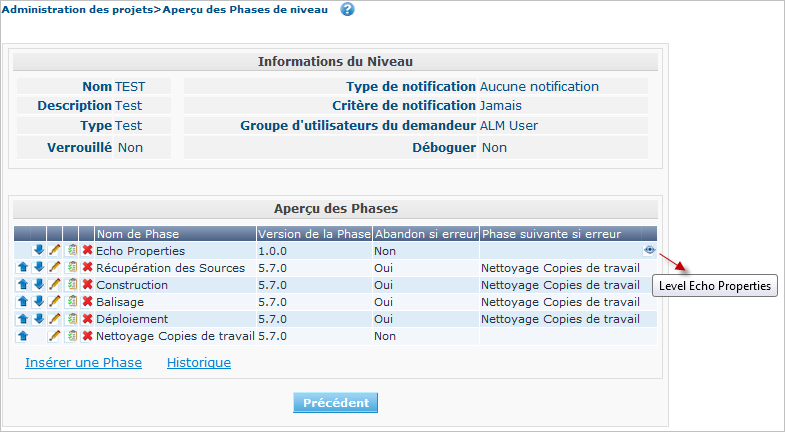 Administration des projets>Aperçu des Phases de niveau ?
Informations du Niveau
Nom TEST Type de notification Aucune notification
Description Test Critère de notification Jamais
Type Test Groupe d'utilisateurs du demandeur ALM User
Verrouillé Non Déboguer Non
Aperçu des Phases
Nom de Phase Version de la Phase Abandon si erreur Phase suivante si erreur
Echo Properties 1.0.0 Non
Récupération des Sources 5.7.0 Oui Nettoyage Copies de travail
Level Echo Properties
Construction 5.7.0 Oui Nettoyage Copies de travail
Balisage 5.7.0 Oui Nettoyage Copies de travail
Déploiement 5.7.0 Oui Nettoyage Copies de travail
Nettoyage Copies de travail 5.7.0 Non
Insérer une Phase Historique
Précédent